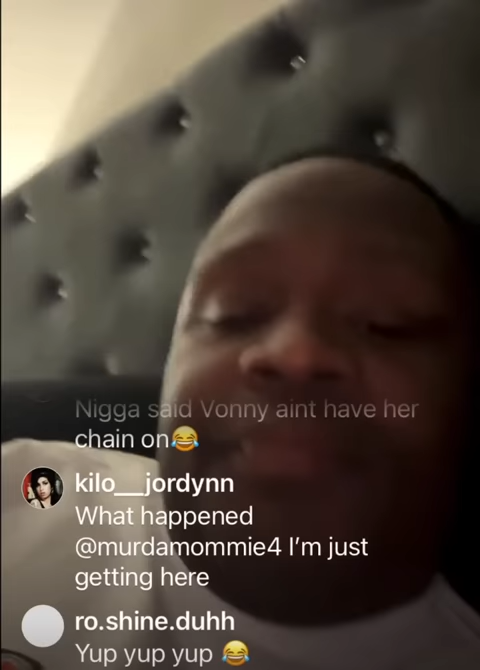 Nigga said Vonny aint have her
chain on😂
kilo__jordynn
What happened
@murdamommie4 I’m just
getting here
ro.shine.duhh
Yup yup yup 😂